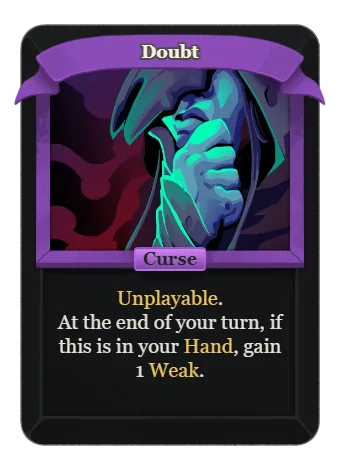 Doubt
Curse
Unplayable.
At the end of your turn, if
this is in your Hand, gain
1 Weak.